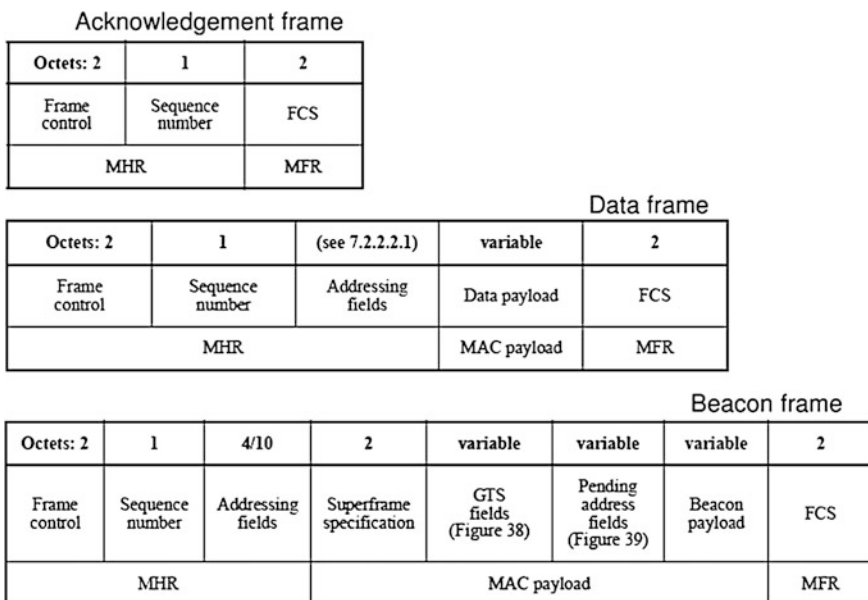 Acknowledgement frame
Octets: 2 1 2
Frame control Sequence number FCS
MHR MFR
Data frame
Octets: 2 1 (see 7.2.2.2.1) variable 2
Frame control Sequence number Addressing fields Data payload FCS
MHR MAC payload MFR
Beacon frame
Octets: 2 1 4/10 2 variable variable variable 2
Frame control Sequence number Addressing fields Superframe specification GTS fields (Figure 38) Pending address fields (Figure 39) Beacon payload FCS
MHR MAC payload MFR